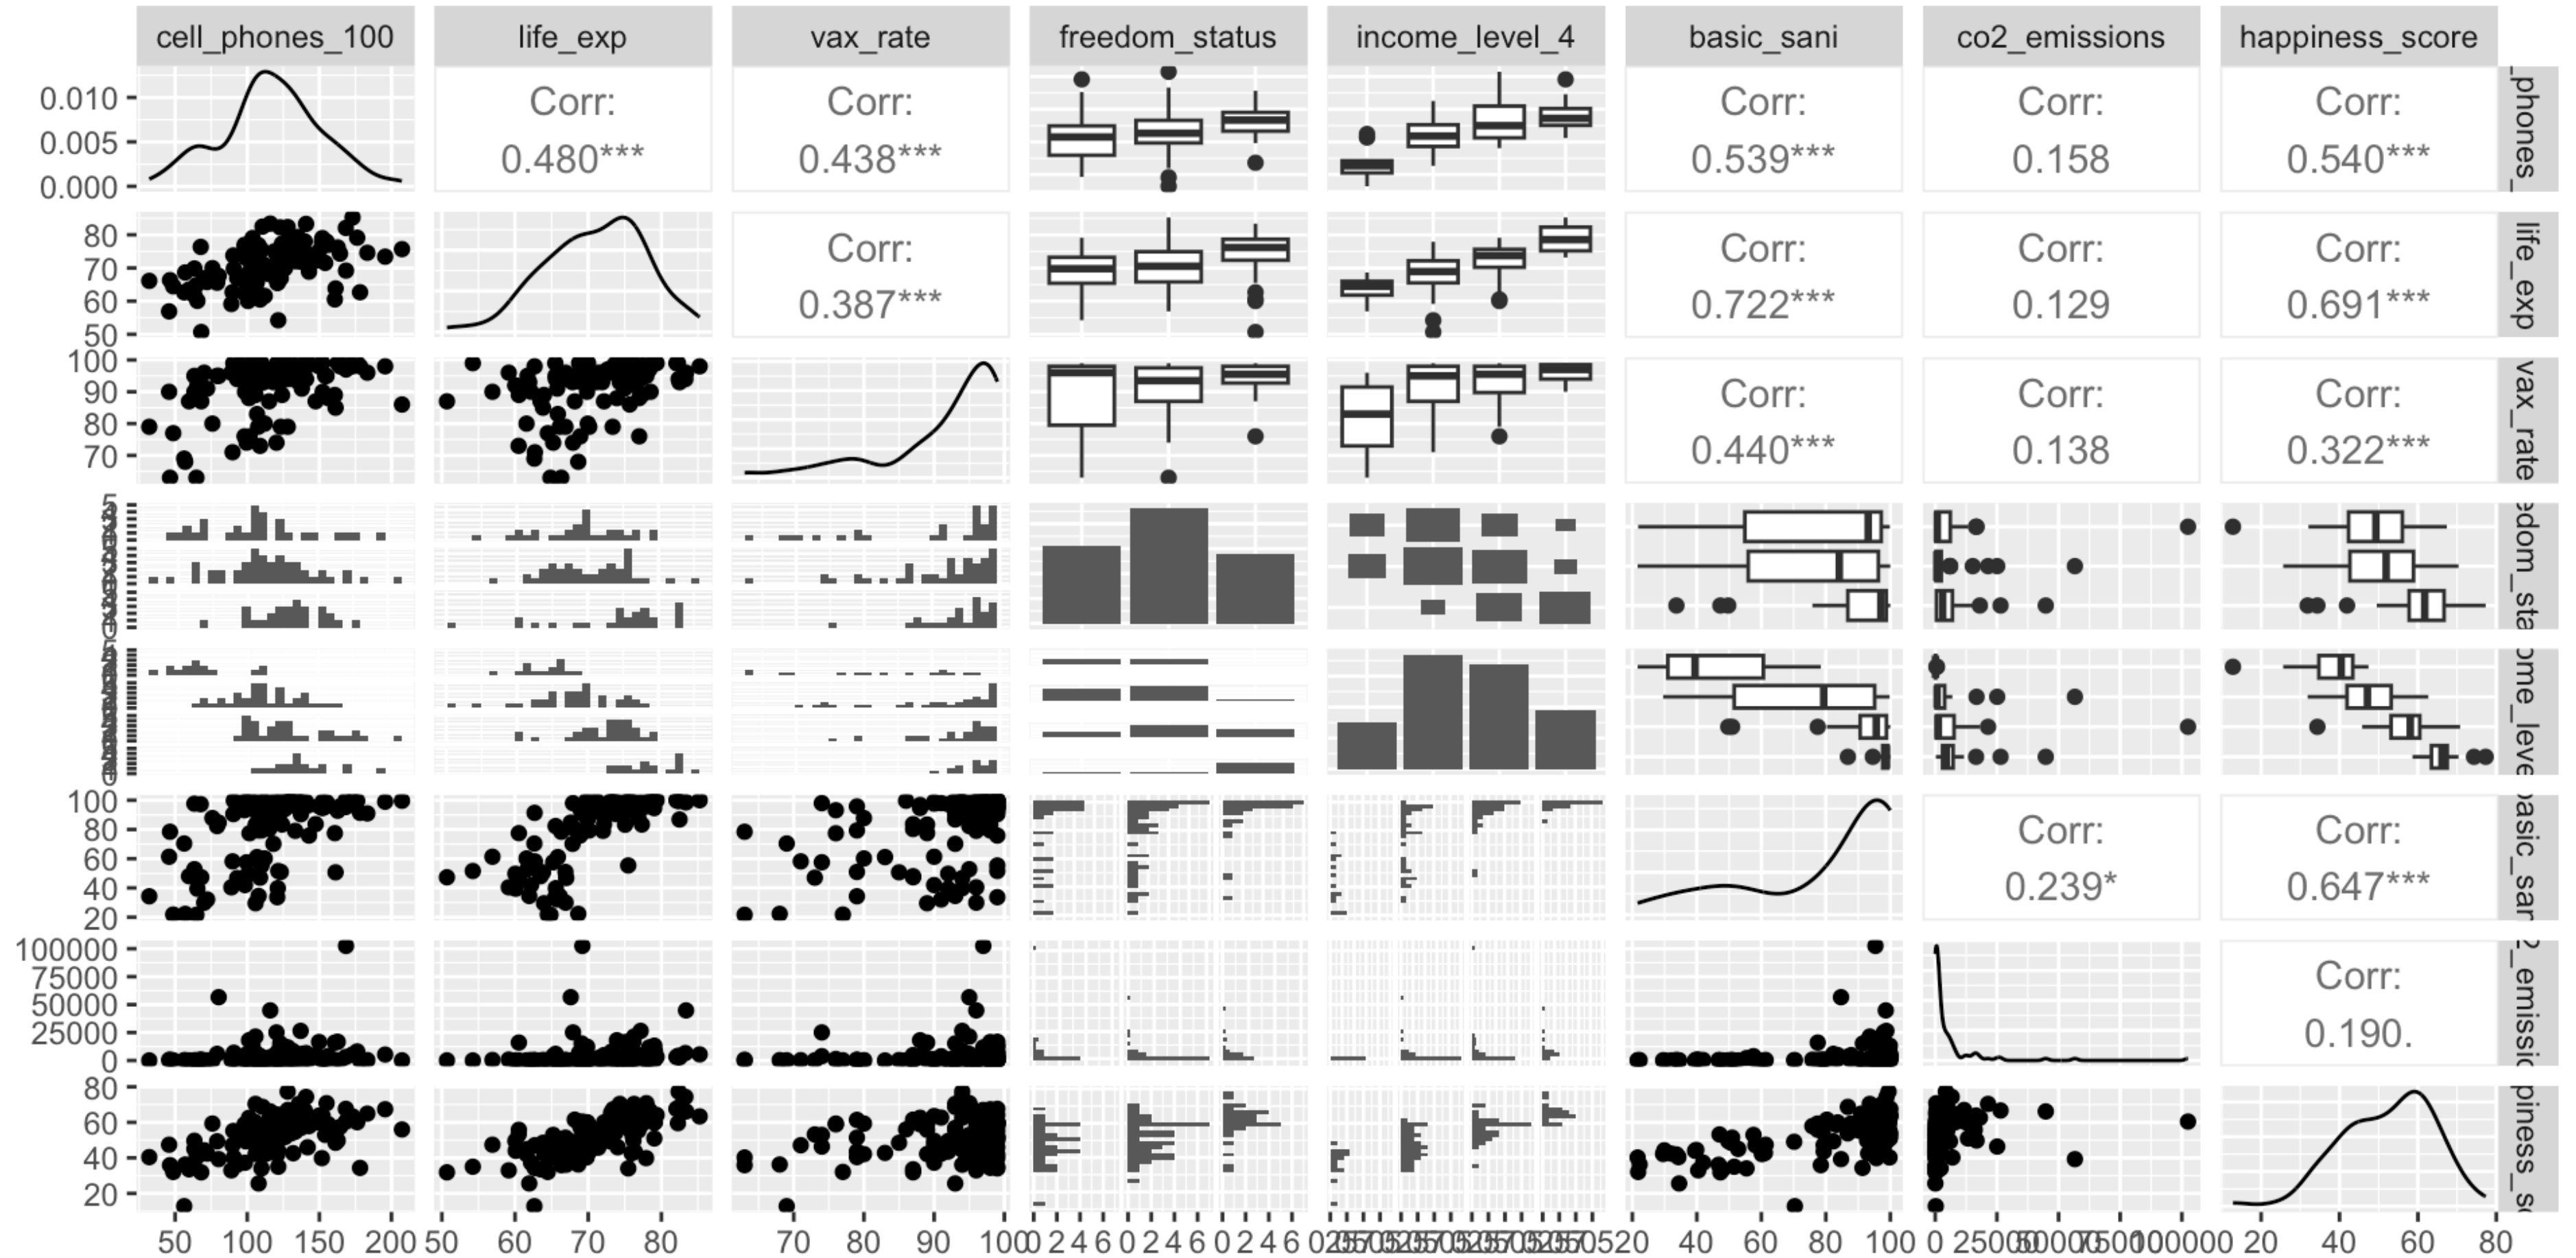 cell_phones_100 life_exp vax_rate freedom_status income_level_4 basic_sani co2_emissions happiness_score
0.010
0.005
0.000
Corr:
0.480***
Corr:
0.438***
Corr:
0.539***
Corr:
0.158
Corr:
0.540***
_phones_
80
70
60
50
Corr:
0.387***
Corr:
0.722***
Corr:
0.129
Corr:
0.691***
life_exp
100
90
80
70
Corr:
0.440***
Corr:
0.138
Corr:
0.322***
vax_rate
edom_sta
ome_leve
100
80
60
40
20
Corr:
0.239*
Corr:
0.647***
basic_san
100000
75000
50000
25000
0
Corr:
0.190.
2_emissic
80
60
40
20
piness_sc
50 100 150 200
50 60 70 80
70 80 90 100
0 2 4 6 0 2 4 6 0 2 4 6
20 40 60 80 100
0 25000 50000 75000 100000
20 40 60 80